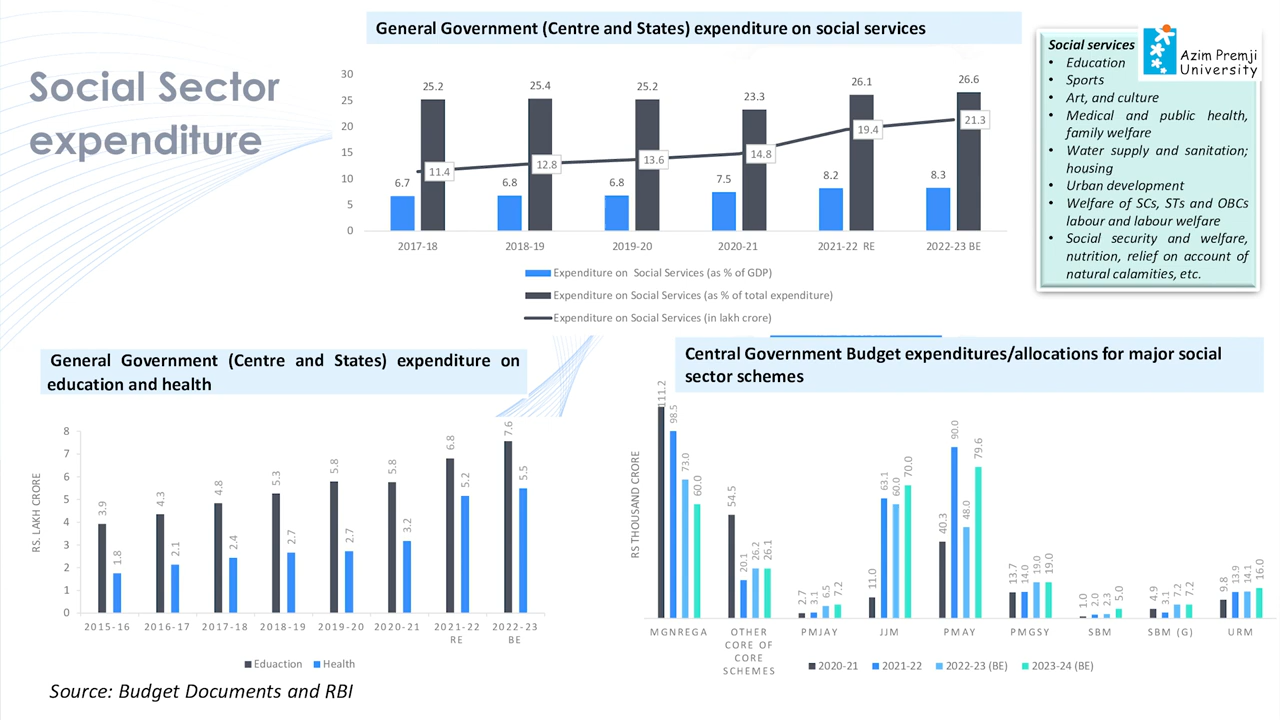 Social Sector
expenditure
General Government (Centre and States) expenditure on social services
30
25
20
15
10
5
0
25.2
25.4
25.2
23.3
26.1
26.6
11.4
12.8
13.6
14.8
19.4
21.3
6.7
6.8
6.8
7.5
8.2
8.3
2017-18
2018-19
2019-20
2020-21
2021-22 RE
2022-23 BE
Expenditure on Social Services (as % of GDP)
Expenditure on Social Services (as % of total expenditure)
Expenditure on Social Services (in lakh crore)
Social services
• Education
• Sports
• Art, and culture
• Medical and public health,
family welfare
• Water supply and sanitation;
housing
• Urban development
• Welfare of SCs, STs and OBCs
labour and labour welfare
• Social security and welfare,
nutrition, relief on account of
natural calamities, etc.
Azim Premji
University
General Government (Centre and States) expenditure on
education and health
RS. LAKH CRORE
8
7
6
5
4
3
2
1
0
3.9
1.8
4.3
2.1
4.8
2.4
5.3
2.7
5.8
2.7
5.8
3.2
6.8
5.2
7.6
5.5
2015-16
2016-17
2017-18
2018-19
2019-20
2020-21
2021-22
RE
2022-23
BE
Eduaction
Health
Central Government Budget expenditures/allocations for major social
sector schemes
RS THOUSAND CRORE
111.2
98.5
73.0
60.0
54.5
20.1
26.2
26.1
2.7
3.1
6.5
7.2
11.0
63.1
60.0
70.0
40.3
90.0
48.0
79.6
13.7
14.0
19.0
19.0
1.0
2.0
2.3
5.0
4.9
3.1
7.2
7.2
9.8
13.9
14.1
16.0
MGNREGA
OTHER
CORE OF
CORE
SCHEMES
PMJAY
JJM
PMAY
PMGSY
SBM
SBM (G)
URM
2020-21
2021-22
2022-23 (BE)
2023-24 (BE)
Source: Budget Documents and RBI